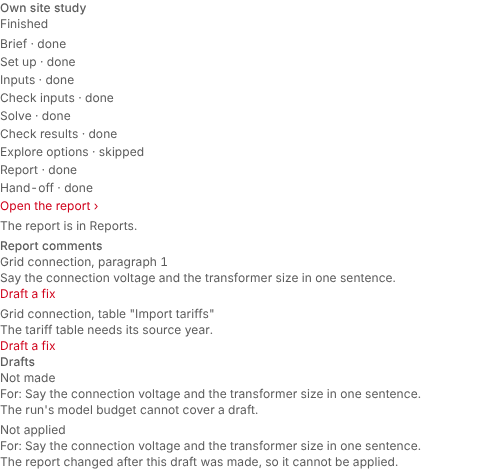 Own site study
Finished
Brief · done
Set up · done
Inputs · done
Check inputs · done
Solve · done
Check results · done
Explore options · skipped
Report · done
Hand-off · done
Open the report ›
The report is in Reports.
Report comments
Grid connection, paragraph 1
Say the connection voltage and the transformer size in one sentence.
Draft a fix
Grid connection, table "Import tariffs"
The tariff table needs its source year.
Draft a fix
Drafts
Not made
For: Say the connection voltage and the transformer size in one sentence.
The run's model budget cannot cover a draft.
Not applied
For: Say the connection voltage and the transformer size in one sentence.
The report changed after this draft was made, so it cannot be applied.